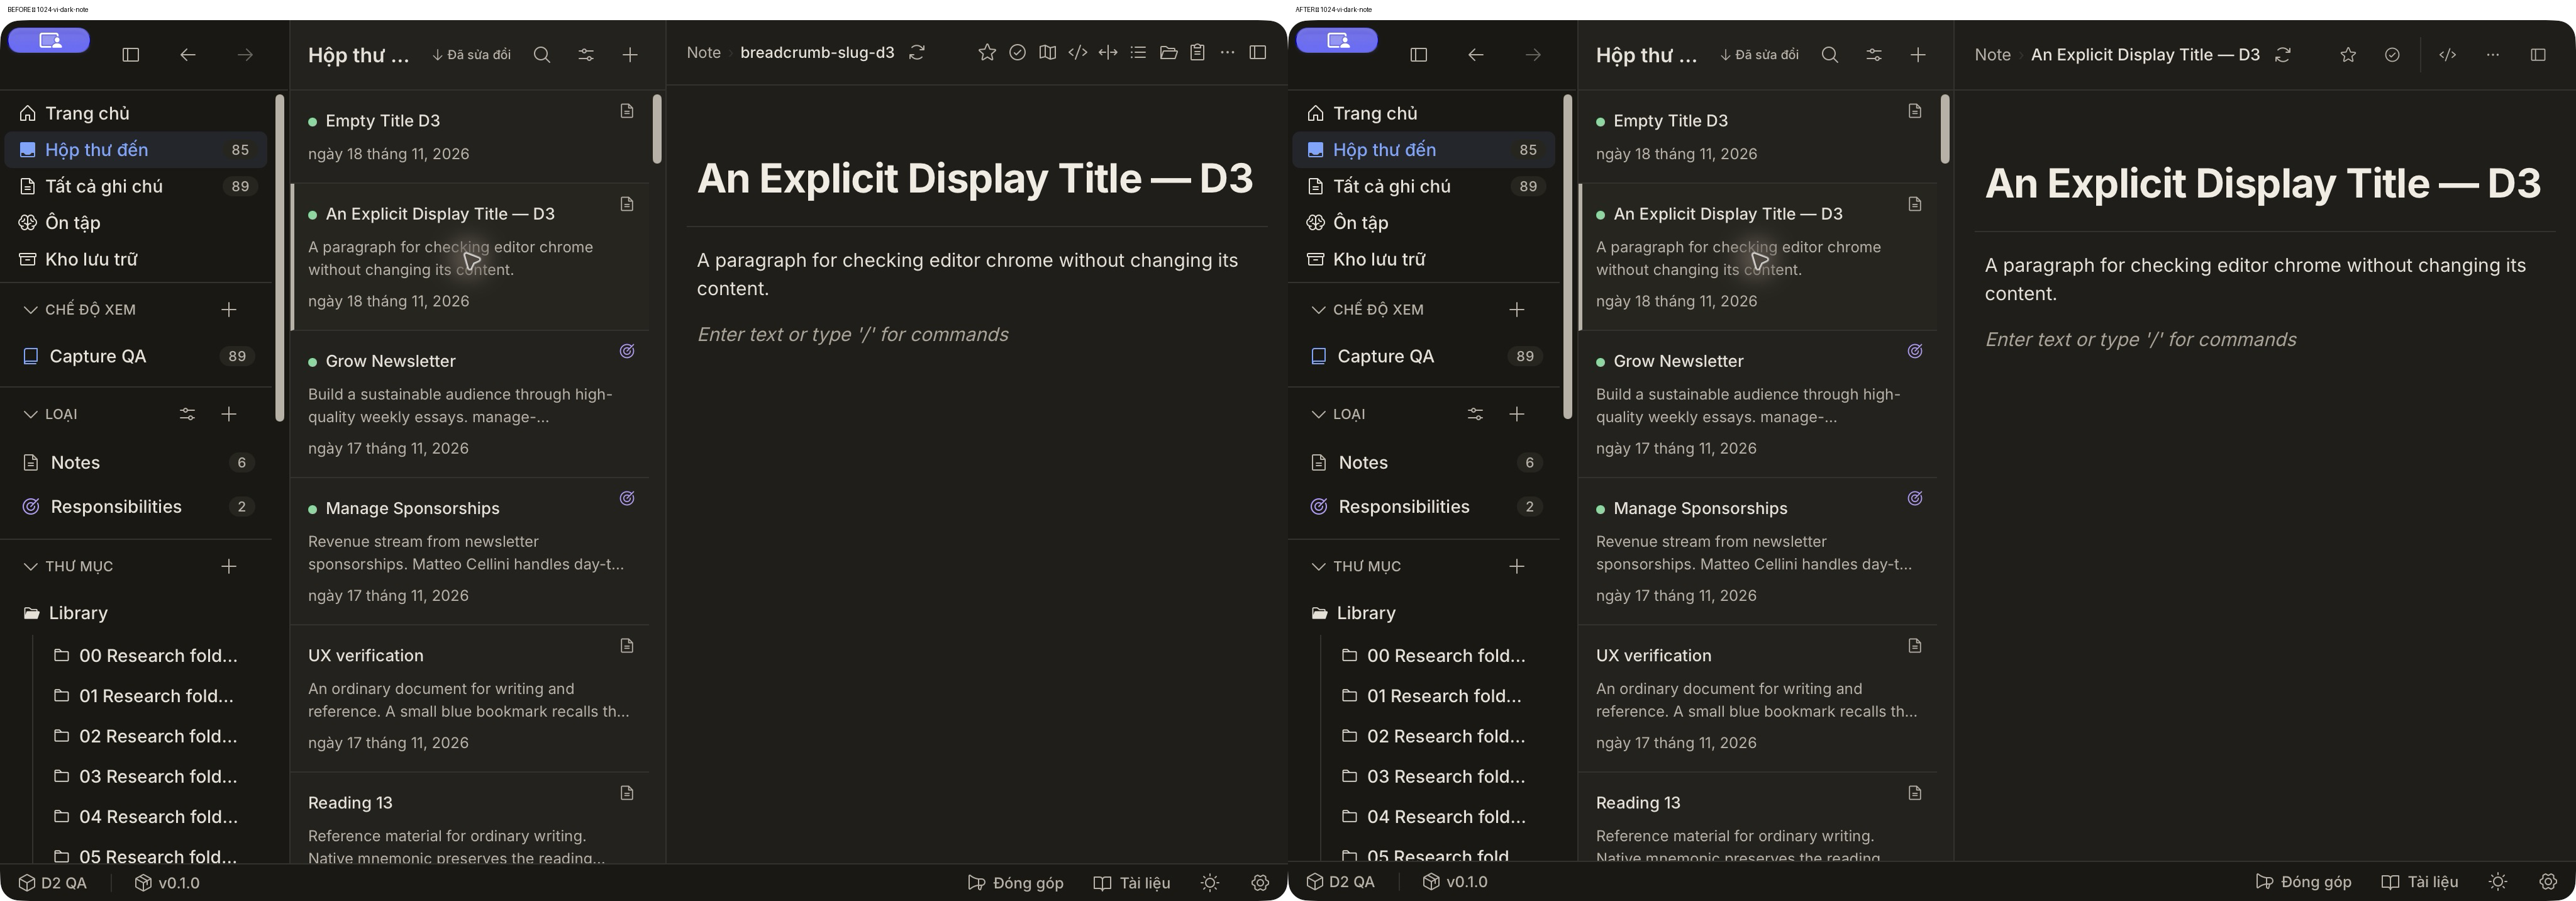 BEFORE 1024-vi-dark-note
Hộp thư ...
Đã sửa đổi
Trang chủ
Hộp thư đến 85
Tất cả ghi chú 89
Ôn tập
Kho lưu trữ
CHẾ ĐỘ XEM
Capture QA 89
LOẠI
Notes 6
Responsibilities 2
THƯ MỤC
Library
00 Research fold...
01 Research fold...
02 Research fold...
03 Research fold...
04 Research fold...
05 Research fold...
Empty Title D3
ngày 18 tháng 11, 2026
An Explicit Display Title — D3
A paragraph for checking editor chrome
without changing its content.
ngày 18 tháng 11, 2026
Grow Newsletter
Build a sustainable audience through high-
quality weekly essays. manage-...
ngày 17 tháng 11, 2026
Manage Sponsorships
Revenue stream from newsletter
sponsorships. Matteo Cellini handles day-t...
ngày 17 tháng 11, 2026
UX verification
An ordinary document for writing and
reference. A small blue bookmark recalls th...
ngày 17 tháng 11, 2026
Reading 13
Reference material for ordinary writing.
Native mnemonic preserves the reading...
Note › breadcrumb-slug-d3
An Explicit Display Title — D3
A paragraph for checking editor chrome without changing its
content.
Enter text or type '/' for commands
D2 QA
v0.1.0
Đóng góp
Tài liệu
AFTER 1024-vi-dark-note
Hộp thư ...
Đã sửa đổi
Trang chủ
Hộp thư đến 85
Tất cả ghi chú 89
Ôn tập
Kho lưu trữ
CHẾ ĐỘ XEM
Capture QA 89
LOẠI
Notes 6
Responsibilities 2
THƯ MỤC
Library
00 Research fold...
01 Research fold...
02 Research fold...
03 Research fold...
04 Research fold...
05 Research fold
Empty Title D3
ngày 18 tháng 11, 2026
An Explicit Display Title — D3
A paragraph for checking editor chrome
without changing its content.
ngày 18 tháng 11, 2026
Grow Newsletter
Build a sustainable audience through high-
quality weekly essays. manage-...
ngày 17 tháng 11, 2026
Manage Sponsorships
Revenue stream from newsletter
sponsorships. Matteo Cellini handles day-t...
ngày 17 tháng 11, 2026
UX verification
An ordinary document for writing and
reference. A small blue bookmark recalls th...
ngày 17 tháng 11, 2026
Reading 13
Reference material for ordinary writing.
Native mnemonic preserves the reading
Note › An Explicit Display Title — D3
An Explicit Display Title — D3
A paragraph for checking editor chrome without changing its
content.
Enter text or type '/' for commands
D2 QA
v0.1.0
Đóng góp
Tài liệu